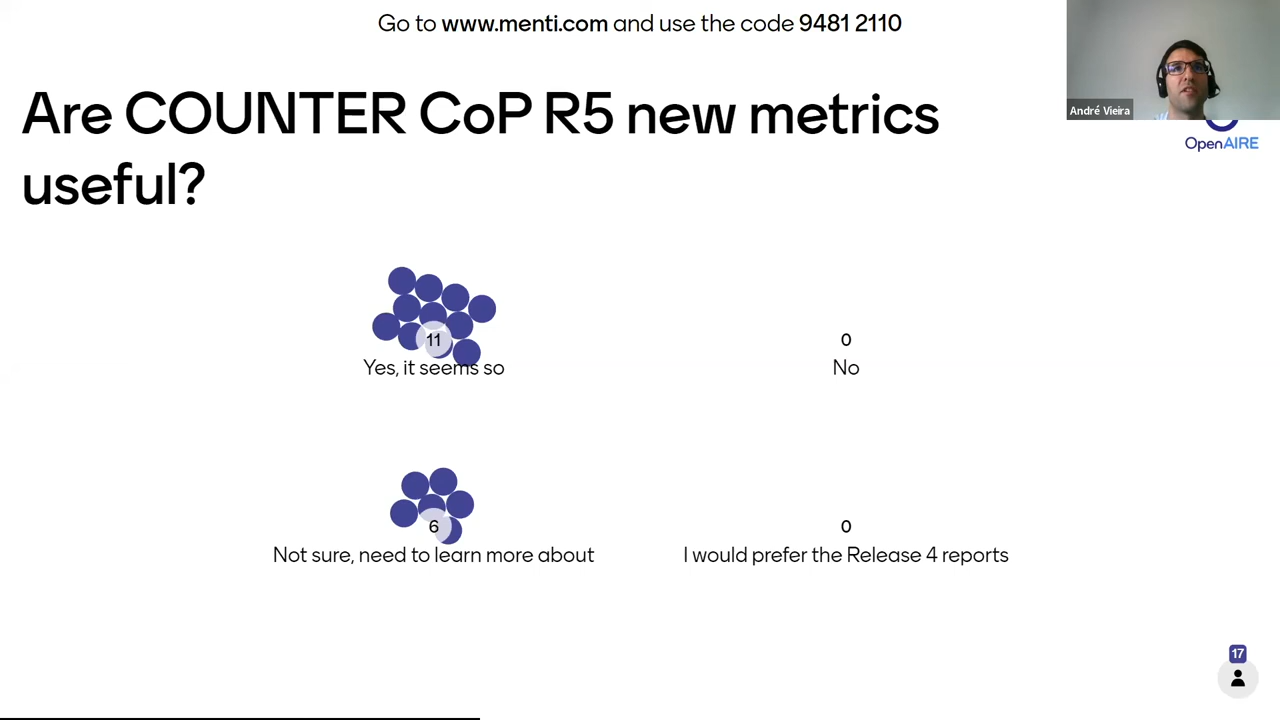 Go to www.menti.com and use the code 9481 2110
André Vieira
OpenAIRE
Are COUNTER CoP R5 new metrics
useful?
11
Yes, it seems so
0
No
6
Not sure, need to learn more about
0
I would prefer the Release 4 reports
17